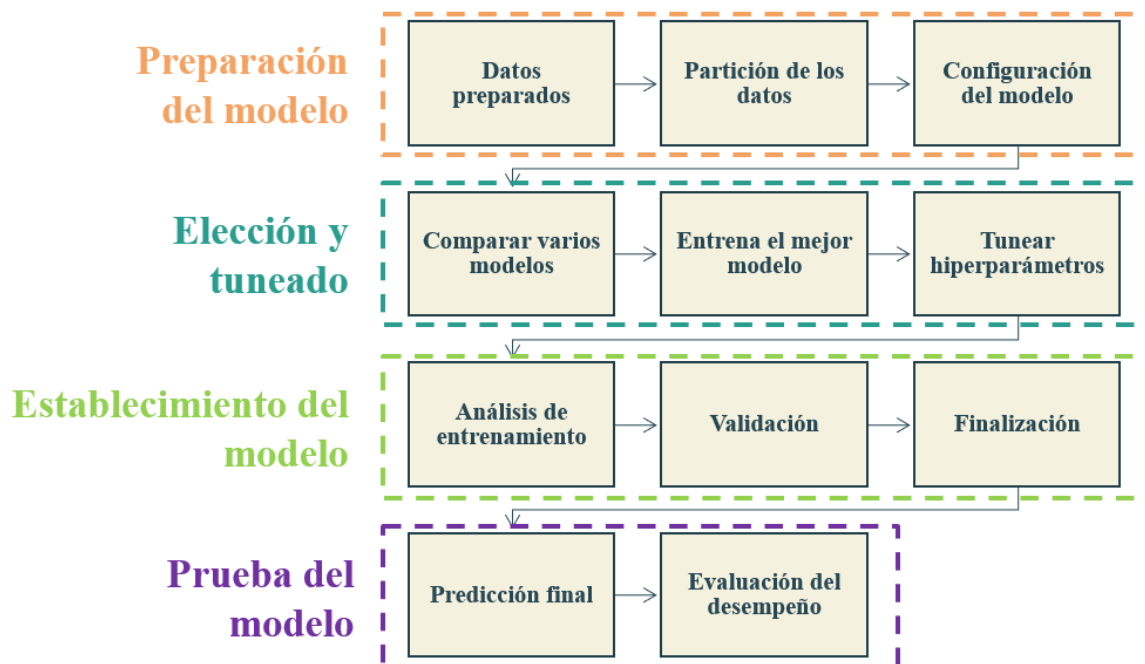 Preparación
del modelo
Datos
preparados
Partición de los
datos
Configuración
del modelo
Elección y
tuneado
Comparar varios
modelos
Entrena el mejor
modelo
Tunear
hiperparámetros
Establecimiento del
modelo
Análisis de
entrenamiento
Validación
Finalización
Prueba del
modelo
Predicción final
Evaluación del
desempeño